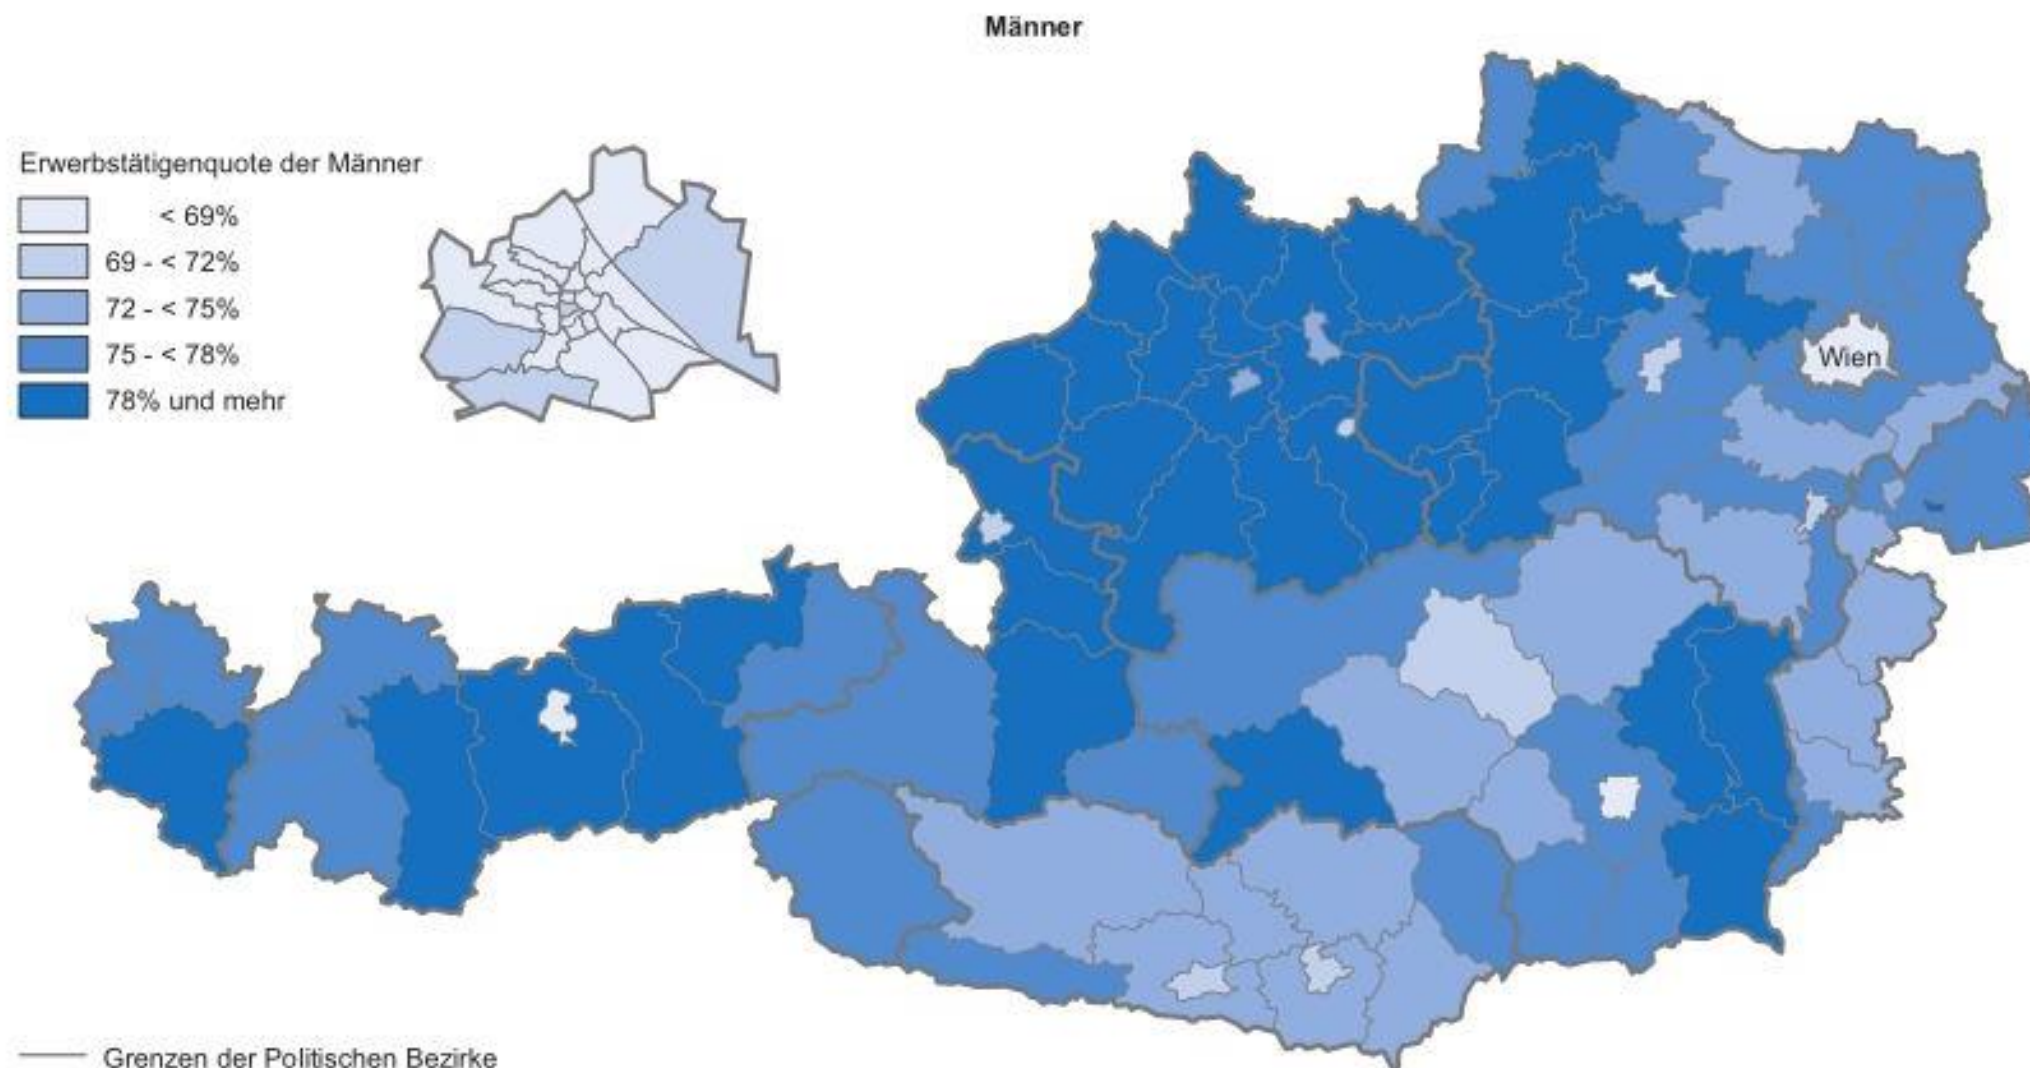 Männer
Erwerbstätigenquote der Männer
< 69%
69 - < 72%
72 - < 75%
75 - < 78%
78% und mehr
Wien
Grenzen der Politischen Bezirke